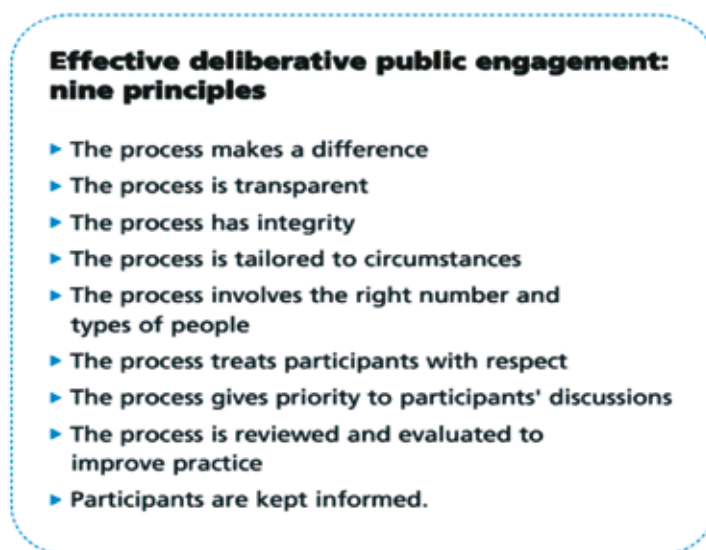 Effective deliberative public engagement:
nine principles
▸ The process makes a difference
▸ The process is transparent
▸ The process has integrity
▸ The process is tailored to circumstances
▸ The process involves the right number and
types of people
▸ The process treats participants with respect
▸ The process gives priority to participants' discussions
▸ The process is reviewed and evaluated to
improve practice
▸ Participants are kept informed.